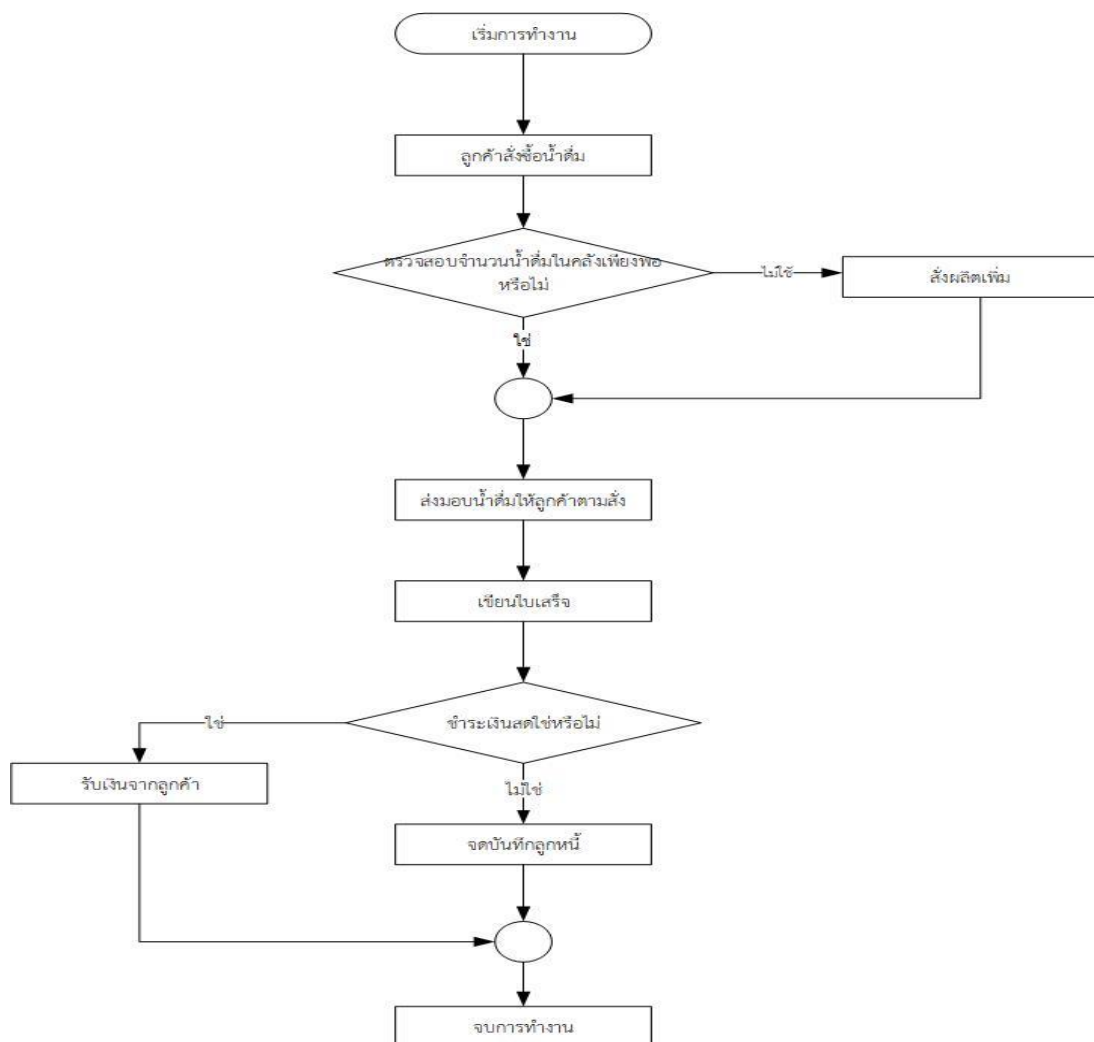 เริ่มการทำงาน
ลูกค้าสั่งซื้อน้ำดื่ม
ตรวจสอบจำนวนน้ำดื่มในคลังเพียงพอ
หรือไม่
ไม่ใช้
สั่งผลิตเพิ่ม
ใช่
ส่งมอบน้ำดื่มให้ลูกค้าตามสั่ง
เขียนใบเสร็จ
ชำระเงินสดใช่หรือไม่
ใช่
รับเงินจากลูกค้า
ไม่ใช่
จดบันทึกลูกหนี้
จบการทำงาน